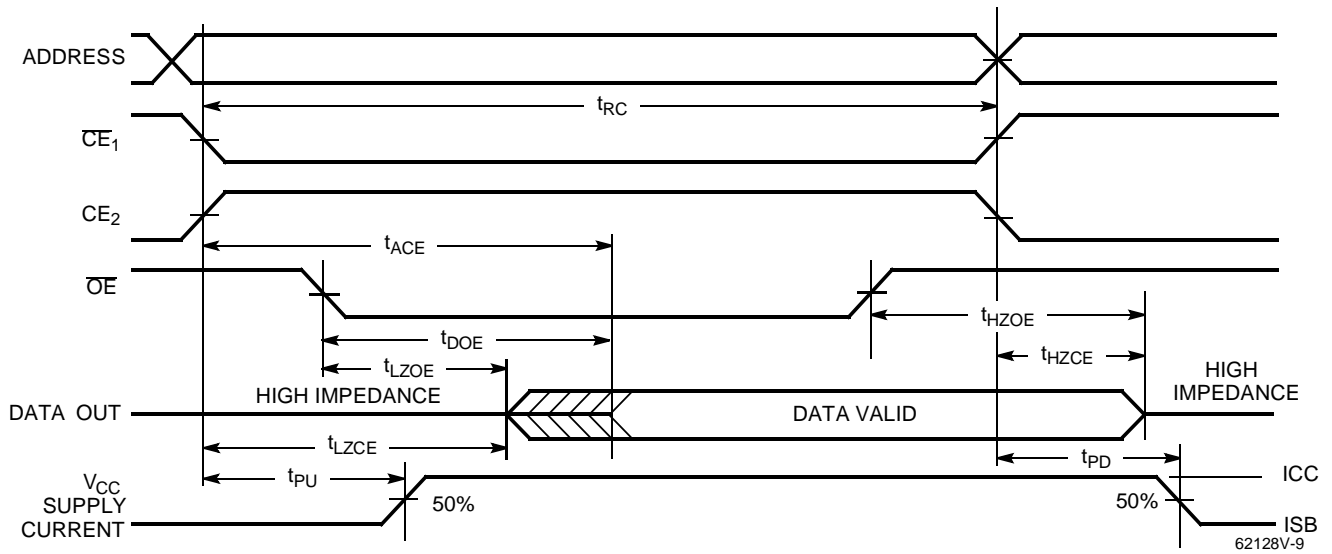 ADDRESS
tRC
CE1
CE2
tACE
OE
tHZOE
tDOE
tHZCE
tLZOE
HIGH IMPEDANCE
HIGH
IMPEDANCE
DATA OUT
DATA VALID
tLZCE
tPD
tPU
VCC
SUPPLY
CURRENT
50%
50%
ICC
ISB
62128V-9